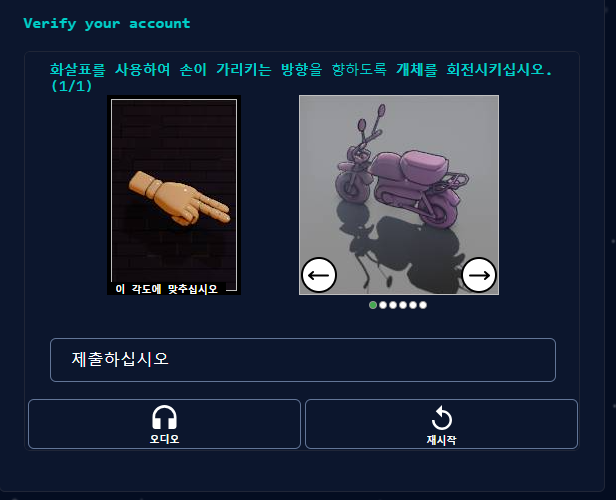 Verify your account
화살표를 사용하여 손이 가리키는 방향을 향하도록 개체를 회전시키십시오.
(1/1)
이 각도에 맞추십시오
제출하십시오
오디오
재시작